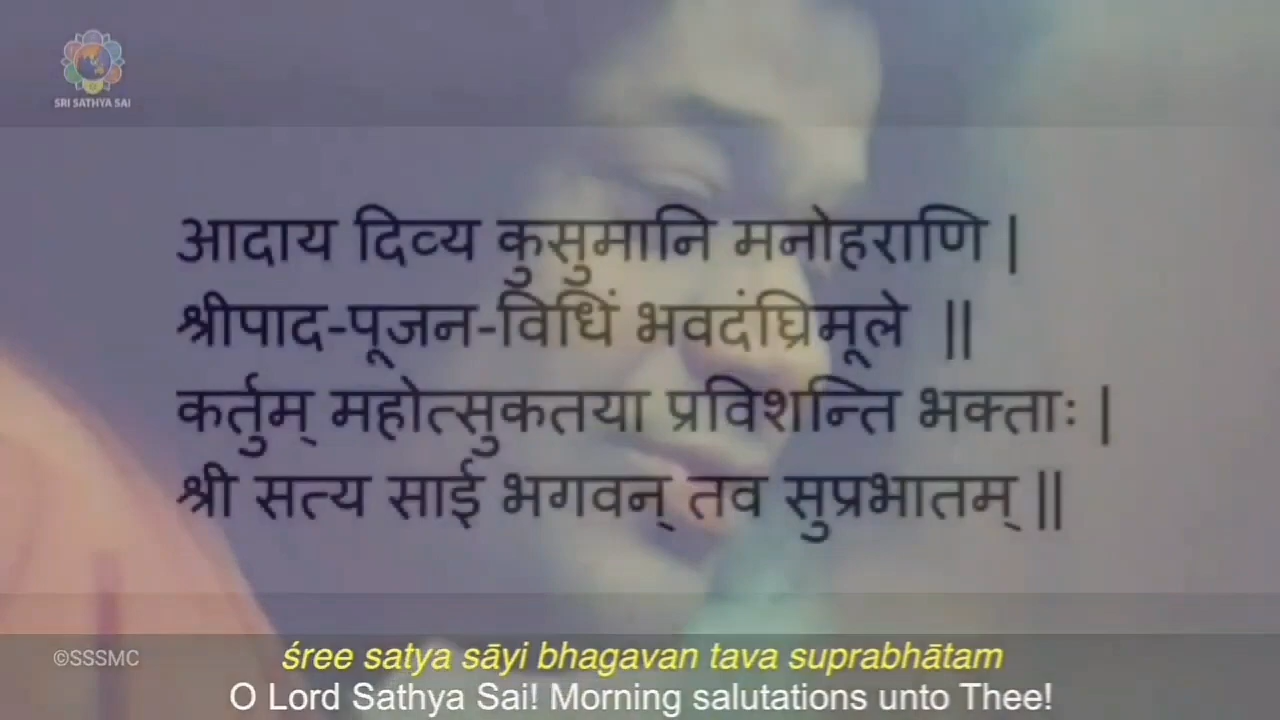 SRI SATHYA SAI
आदाय दिव्य कुसुमानि मनोहराणि |
श्रीपाद-पूजन-विधिं भवदंघ्रिमूले ||
कर्तुम् महोत्सुकतया प्रविशन्ति भक्ताः |
श्री सत्य साई भगवन् तव सुप्रभातम् ||
©SSSMC
śree satya sāyi bhagavan tava suprabhātam
O Lord Sathya Sai! Morning salutations unto Thee!